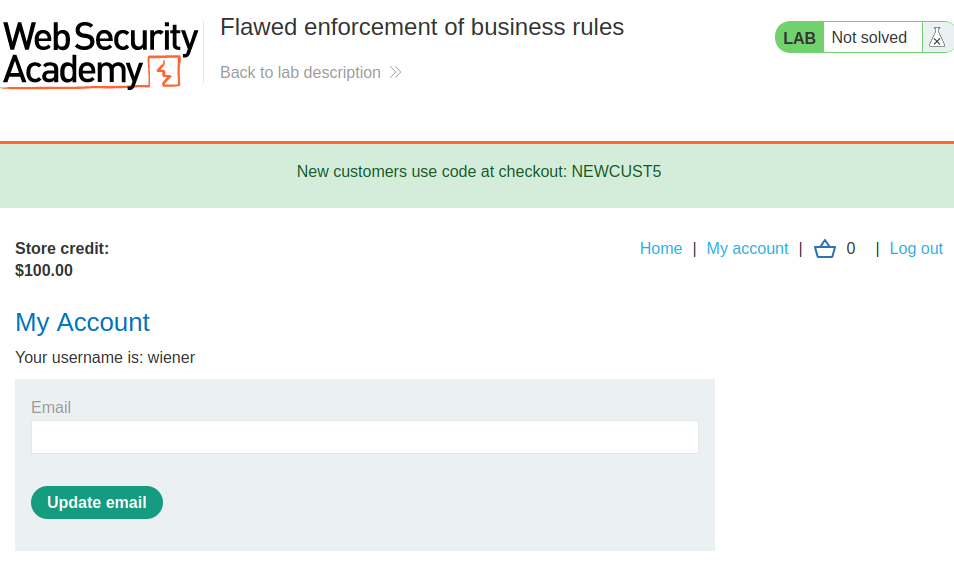 Web Security
Academy
Flawed enforcement of business rules
Back to lab description
LAB Not solved
New customers use code at checkout: NEWCUST5
Store credit:
$100.00
Home | My account | 0 | Log out
My Account
Your username is: wiener
Email
Update email